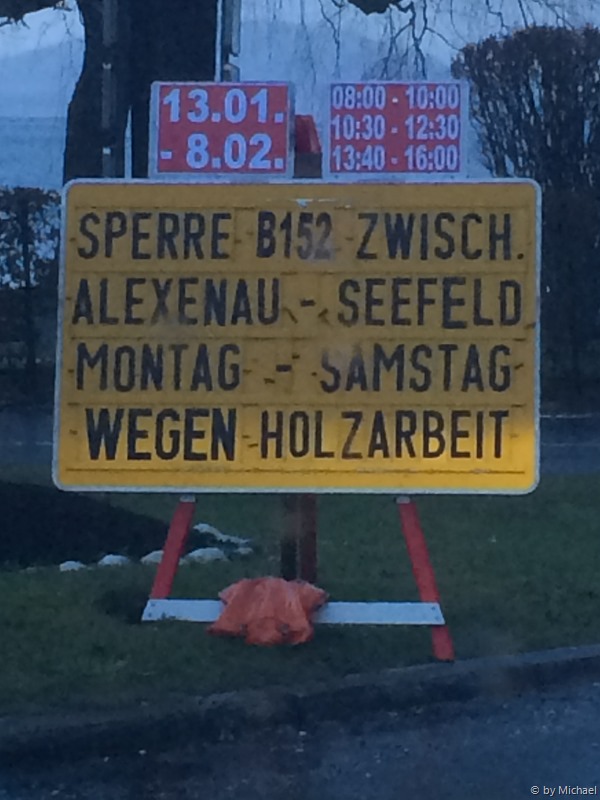 13.01.
- 8.02.
08:00 - 10:00
10:30 - 12:30
13:40 - 16:00
SPERRE B152 ZWISCH.
ALEXENAU - SEEFELD
MONTAG - SAMSTAG
WEGEN HOLZARBEIT
© by Michael